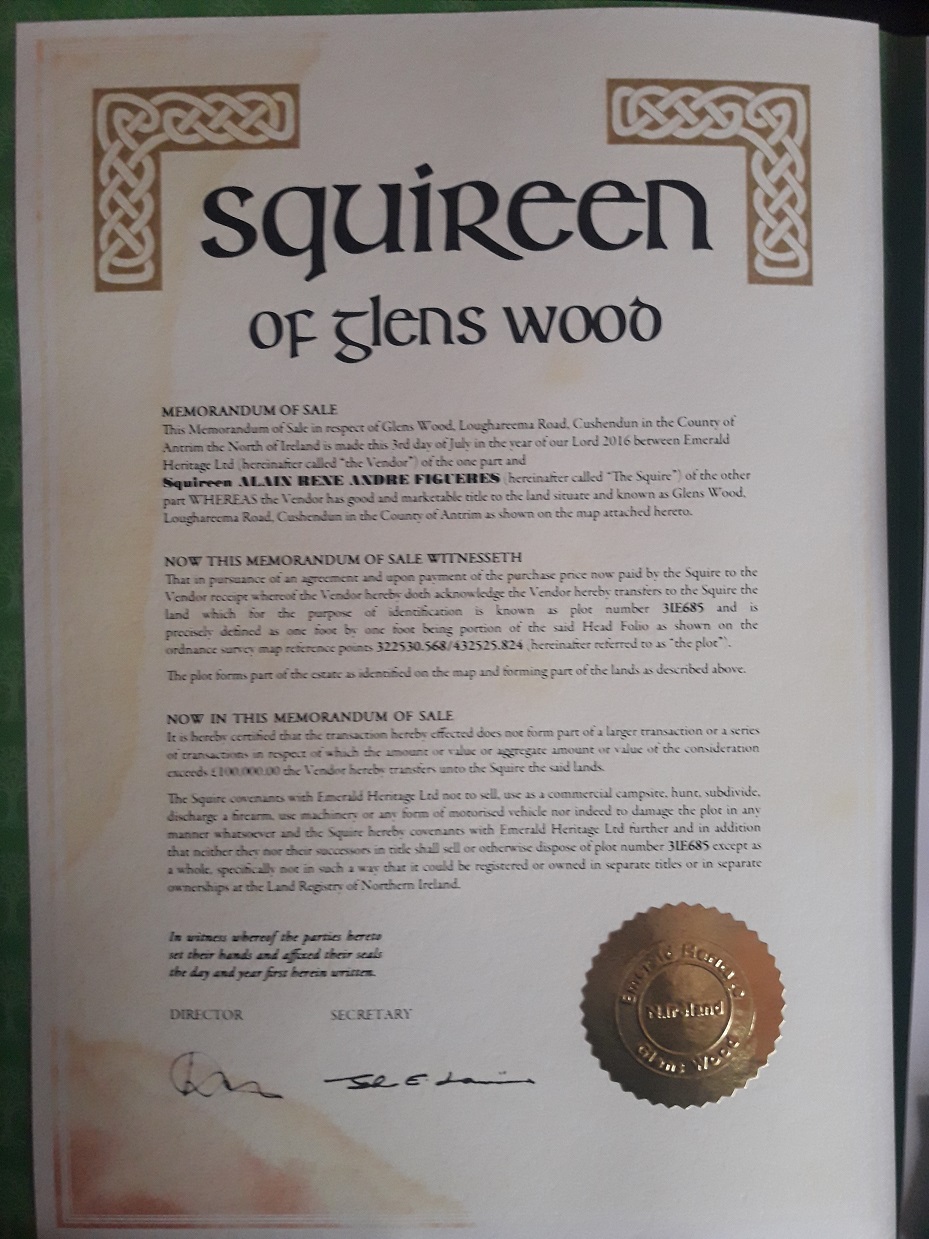 squireen
of glens wood
MEMORANDUM OF SALE
This Memorandum of Sale in respect of Glens Wood, Loughareema Road, Cushendun in the County of
Antrim the North of Ireland is made this 3rd day of July in the year of our Lord 2016 between Emerald
Heritage Ltd (hereinafter called "the Vendor") of the one part and
Squireen ALAIN RENE ANDRE FIGUERES (hereinafter called "The Squire") of the other
part WHEREAS the Vendor has good and marketable title to the land situate and known as Glens Wood,
Loughareema Road, Cushendun in the County of Antrim as shown on the map attached hereto.
NOW THIS MEMORANDUM OF SALE WITNESSETH
That in pursuance of an agreement and upon payment of the purchase price now paid by the Squire to the
Vendor receipt whereof the Vendor hereby doth acknowledge the Vendor hereby transfers to the Squire the
land which for the purpose of identification is known as plot number 31E685 and is
precisely defined as one foot by one foot being portion of the said Head Folio as shown on the
ordnance survey map reference points 322530.568/432525.824 (hereinafter referred to as "the plot").
The plot forms part of the estate as identified on the map and forming part of the lands as described above.
NOW IN THIS MEMORANDUM OF SALE
It is hereby certified that the transaction hereby effected does not form part of a larger transaction or a series
of transactions in respect of which the amount or value or aggregate amount or value of the consideration
exceeds £100,000.00 the Vendor hereby transfers unto the Squire the said lands.
The Squire covenants with Emerald Heritage Ltd not to sell, use as a commercial campsite, hunt, subdivide,
discharge a firearm, use machinery or any form of motorised vehicle nor indeed to damage the plot in any
manner whatsoever and the Squire hereby covenants with Emerald Heritage Ltd further and in addition
that neither they nor their successors in title shall sell or otherwise dispose of plot number 31E685 except as
a whole, specifically not in such a way that it could be registered or owned in separate titles or in separate
ownerships at the Land Registry of Northern Ireland.
In witness whereof the parties hereto
set their hands and affixed their seals
the day and year first herein written.
DIRECTOR SECRETARY
Emerald Heritage
N.Ireland
Glens Wood